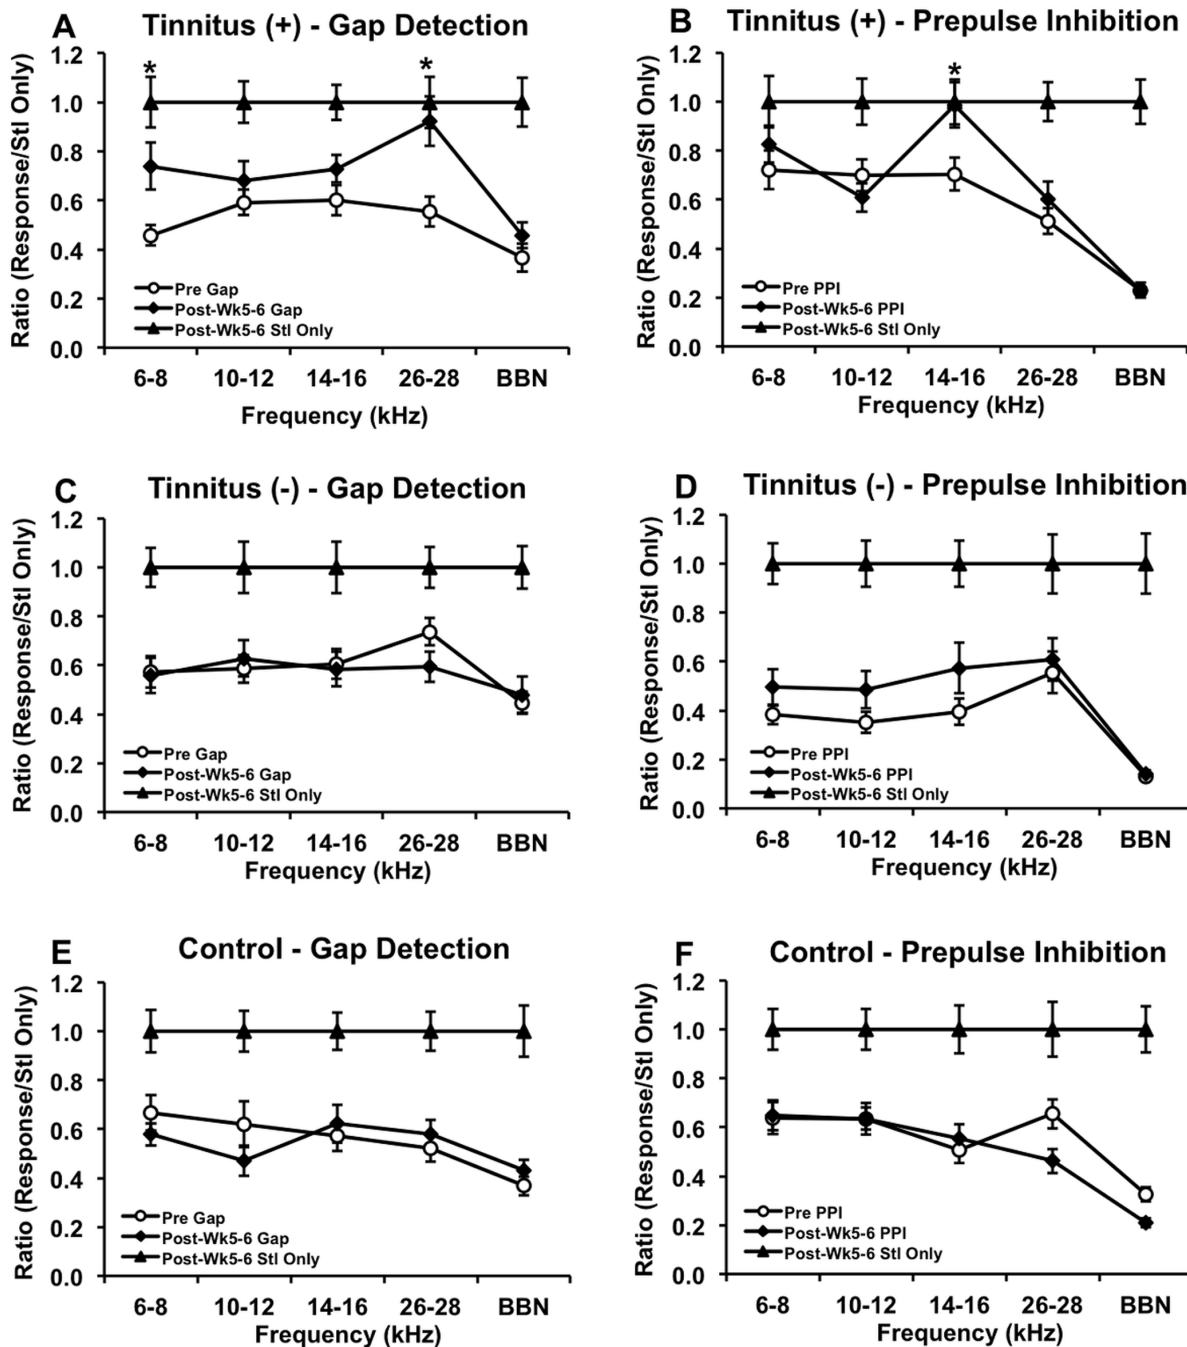 A Tinnitus (+) - Gap Detection
*
*
1.2
1.0
0.8
0.6
0.4
0.2
0.0
Ratio (Response/Stl Only)
Pre Gap
Post-Wk5-6 Gap
Post-Wk5-6 Stl Only
6-8 10-12 14-16 26-28 BBN
Frequency (kHz)
B Tinnitus (+) - Prepulse Inhibition
*
1.2
1.0
0.8
0.6
0.4
0.2
0.0
Ratio (Response/Stl Only)
Pre PPI
Post-Wk5-6 PPI
Post-Wk5-6 Stl Only
6-8 10-12 14-16 26-28 BBN
Frequency (kHz)
C Tinnitus (-) - Gap Detection
1.2
1.0
0.8
0.6
0.4
0.2
0.0
Ratio (Response/Stl Only)
Pre Gap
Post-Wk5-6 Gap
Post-Wk5-6 Stl Only
6-8 10-12 14-16 26-28 BBN
Frequency (kHz)
D Tinnitus (-) - Prepulse Inhibition
1.2
1.0
0.8
0.6
0.4
0.2
0.0
Ratio (Response/Stl Only)
Pre PPI
Post-Wk5-6 PPI
Post-Wk5-6 Stl Only
6-8 10-12 14-16 26-28 BBN
Frequency (kHz)
E Control - Gap Detection
1.2
1.0
0.8
0.6
0.4
0.2
0.0
Ratio (Response/Stl Only)
Pre Gap
Post-Wk5-6 Gap
Post-Wk5-6 Stl Only
6-8 10-12 14-16 26-28 BBN
Frequency (kHz)
F Control - Prepulse Inhibition
1.2
1.0
0.8
0.6
0.4
0.2
0.0
Ratio (Response/Stl Only)
Pre PPI
Post-Wk5-6 PPI
Post-Wk5-6 Stl Only
6-8 10-12 14-16 26-28 BBN
Frequency (kHz)